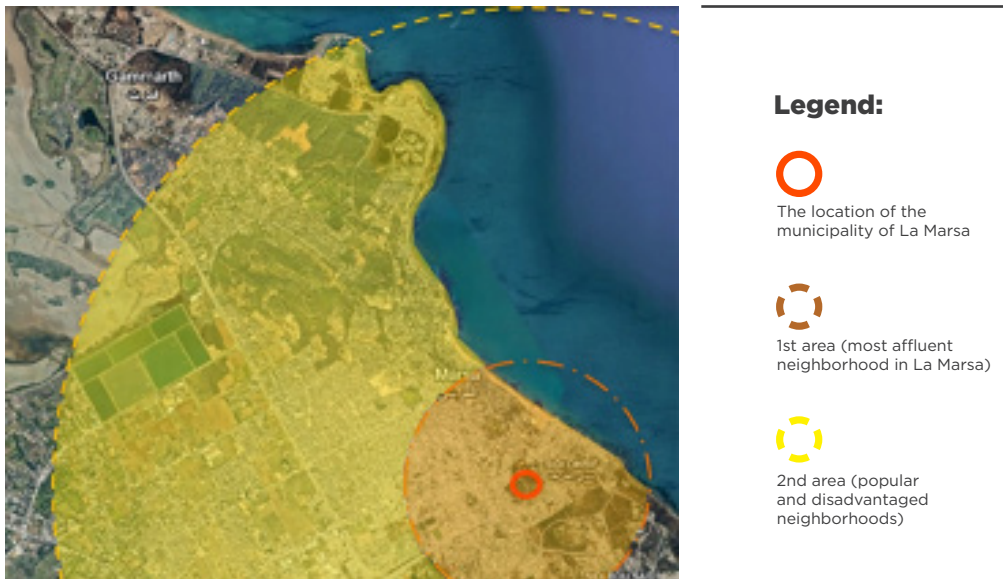 Gammarth
Legend:
The location of the
municipality of La Marsa
1st area (most affluent
neighborhood in La Marsa)
2nd area (popular
and disadvantaged
neighborhoods)